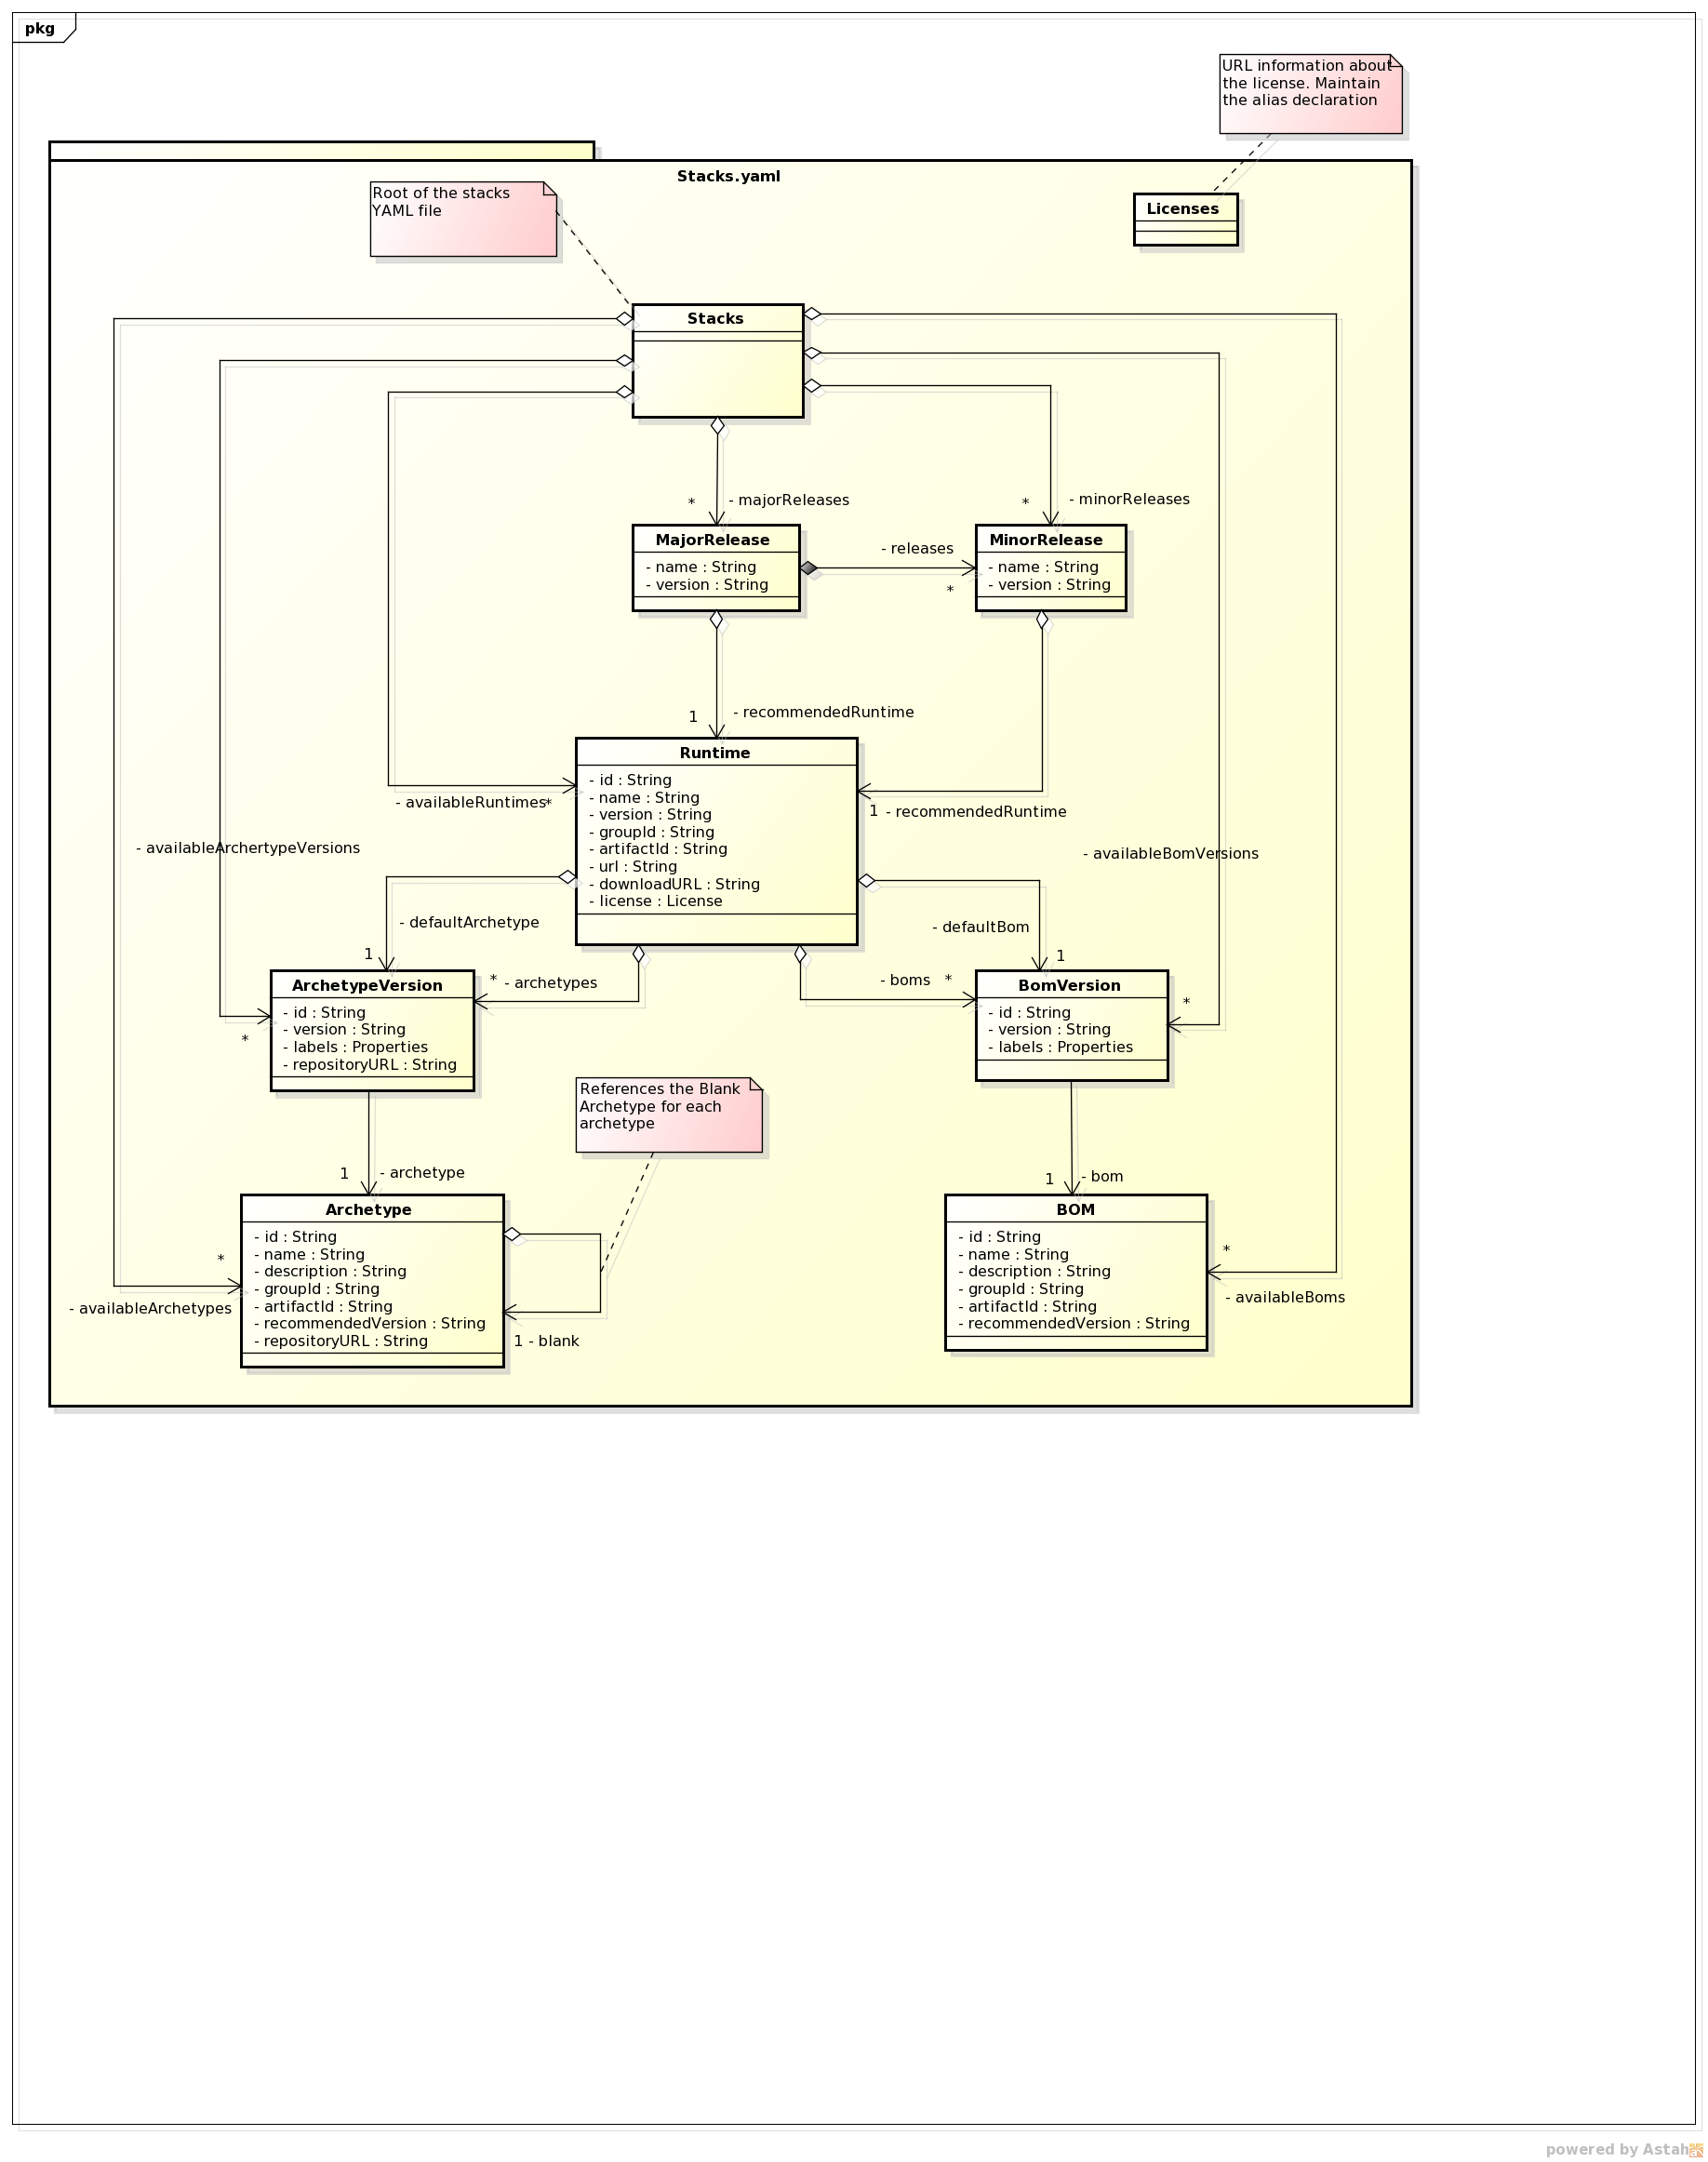 pkg
URL information about
the license. Maintain
the alias declaration
Stacks.yaml
Root of the stacks
YAML file
Licenses
Stacks
*
- majorReleases
*
- minorReleases
MajorRelease
- name : String
- version : String
- releases
*
MinorRelease
- name : String
- version : String
1
- recommendedRuntime
Runtime
- id : String
- name : String
- version : String
- groupId : String
- artifactId : String
- url : String
- downloadURL : String
- license : License
- availableRuntimes*
1 - recommendedRuntime
- availableArchertypeVersions
- availableBomVersions
- defaultArchetype
1
- defaultBom
1
* - archetypes
- boms *
ArchetypeVersion
- id : String
- version : String
- labels : Properties
- repositoryURL : String
*
BomVersion
- id : String
- version : String
- labels : Properties
*
References the Blank
Archetype for each
archetype
1 - archetype
1 - bom
Archetype
- id : String
- name : String
- description : String
- groupId : String
- artifactId : String
- recommendedVersion : String
- repositoryURL : String
*
- availableArchetypes
1 - blank
BOM
- id : String
- name : String
- description : String
- groupId : String
- artifactId : String
- recommendedVersion : String
*
- availableBoms
powered by Astah